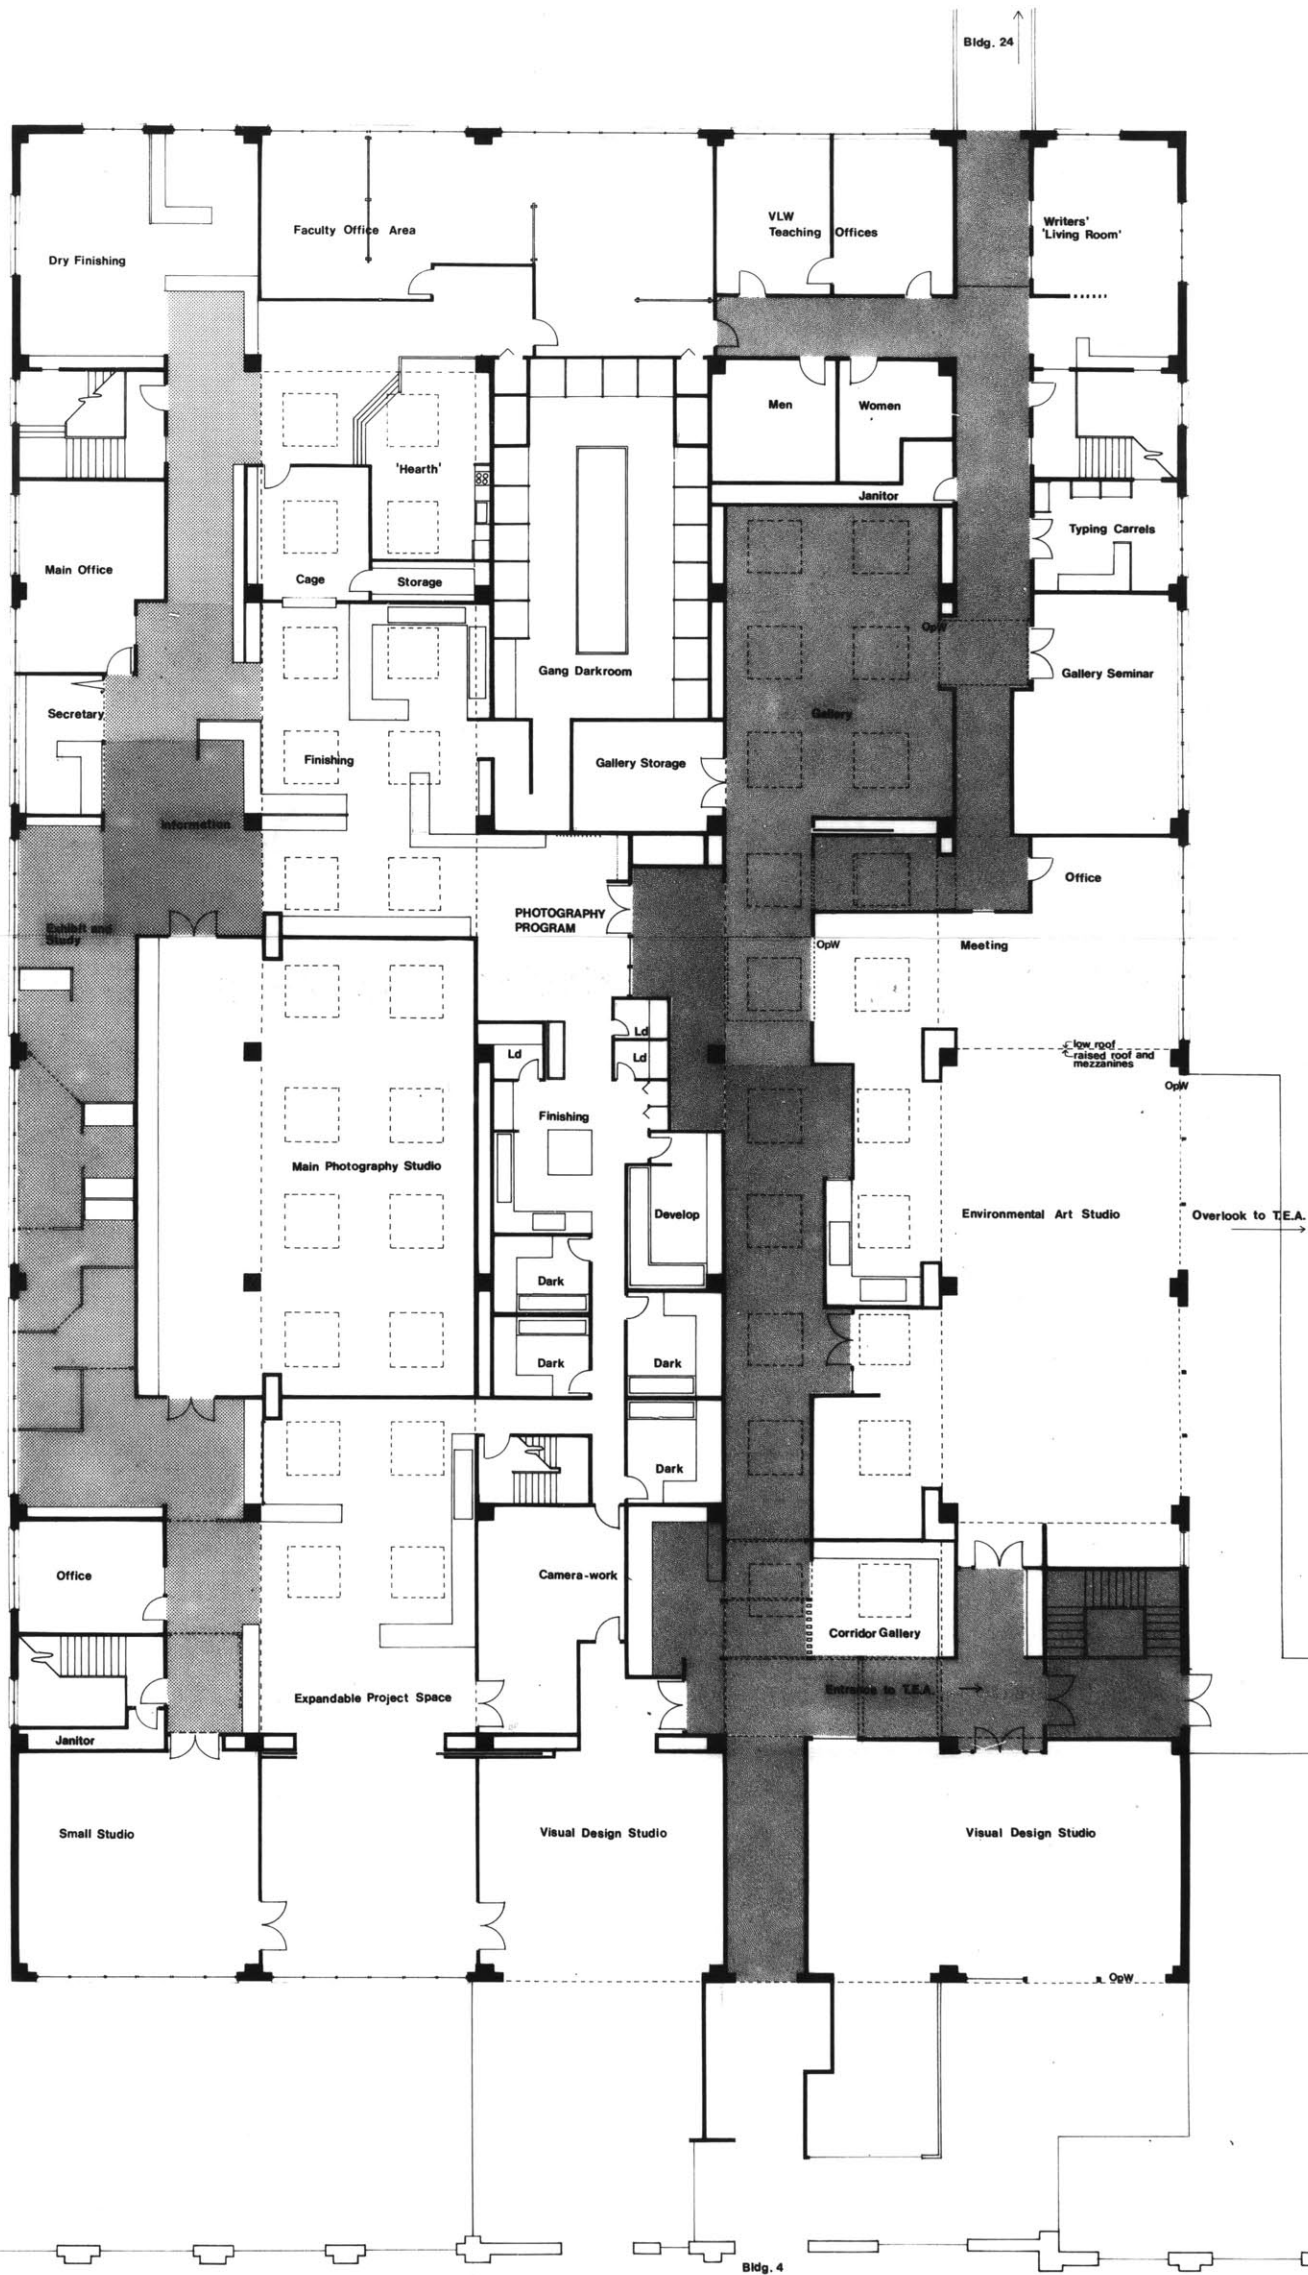 Bldg. 24
VLW
Teaching Offices
Writers'
'Living Room'
Faculty Office Area
Dry Finishing
Men
Women
'Hearth'
Janitor
Typing Carrels
Main Office
Cage
Storage
OpW
Gang Darkroom
Gallery Seminar
Secretary
Gallery
Finishing
Gallery Storage
Information
Office
PHOTOGRAPHY
PROGRAM
Exhibit and
Study
OpW
Meeting
Ld
Ld
Ld
low roof
raised roof and
mezzanines
OpW
Finishing
Main Photography Studio
Develop
Environmental Art Studio
Overlook to T.E.A.
Dark
Dark
Dark
Dark
Office
Camera-work
Corridor Gallery
Entrance to T.E.A.
Expandable Project Space
Janitor
Small Studio
Visual Design Studio
Visual Design Studio
OpW
Bldg. 4